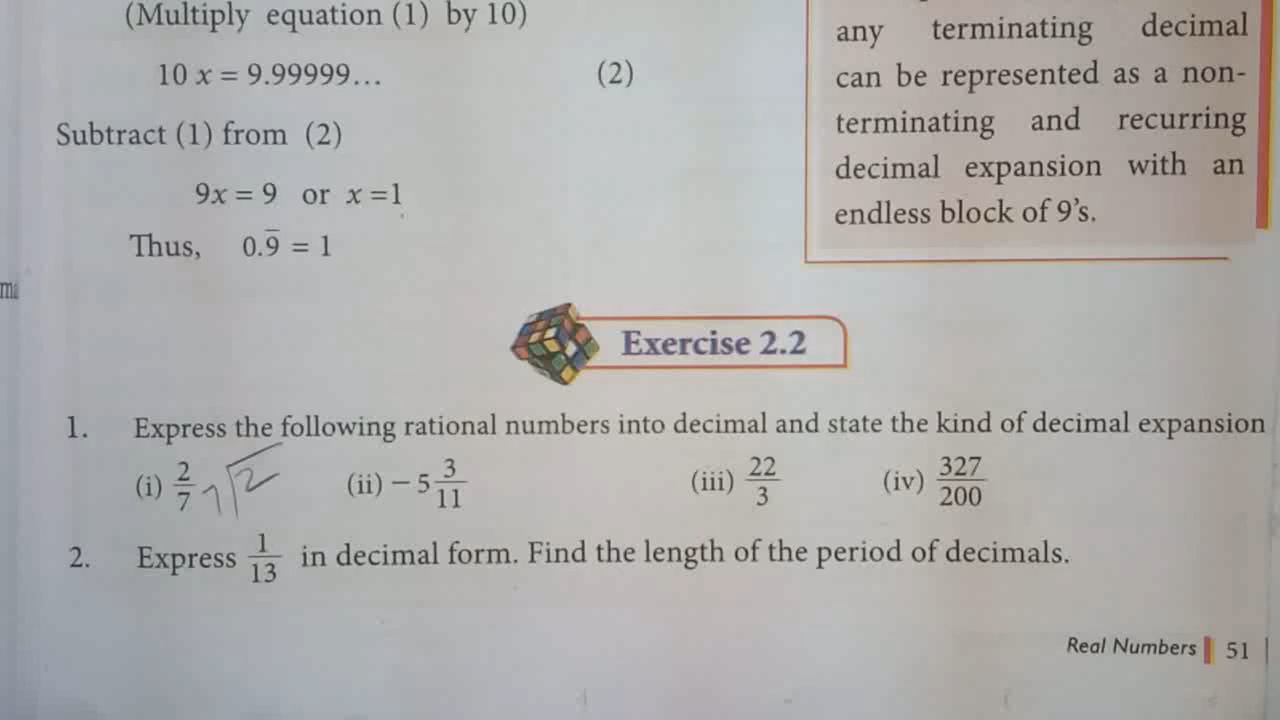 (Multiply equation (1) by 10)
10 x = 9.99999... (2)
Subtract (1) from (2)
9x = 9 or x =1
Thus, 0.9̅ = 1
any terminating decimal
can be represented as a non-
terminating and recurring
decimal expansion with an
endless block of 9's.
Exercise 2.2
1. Express the following rational numbers into decimal and state the kind of decimal expansion
(i) 2/7 7√2 (ii) −5 3/11 (iii) 22/3 (iv) 327/200
2. Express 1/13 in decimal form. Find the length of the period of decimals.
Real Numbers 51